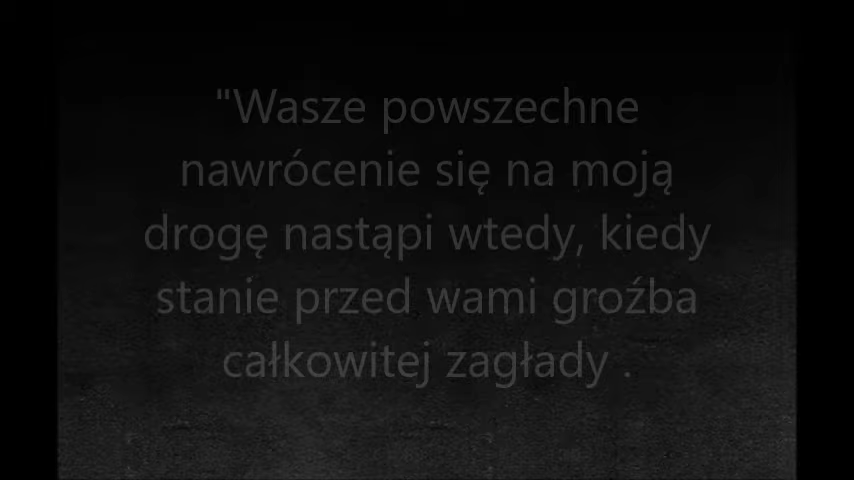 "Wasze powszechne
nawrócenie się na moją
drogę nastąpi wtedy, kiedy
stanie przed wami groźba
całkowitej zagłady .